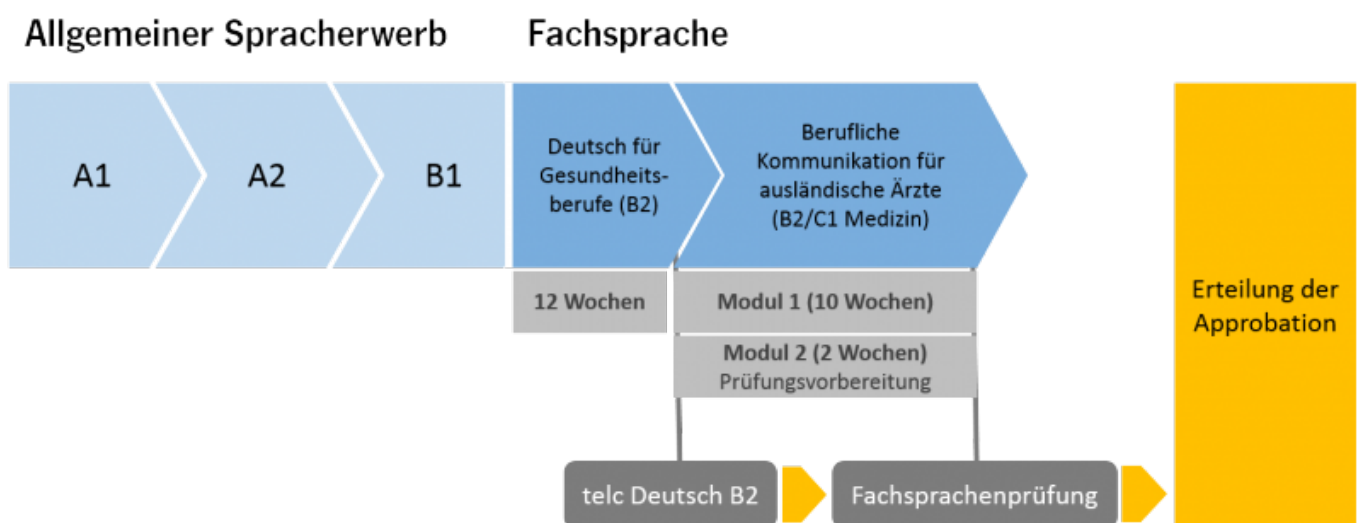 Allgemeiner Spracherwerb
Fachsprache
A1
A2
B1
Deutsch für
Gesundheits-
berufe (B2)
Berufliche
Kommunikation für
ausländische Ärzte
(B2/C1 Medizin)
12 Wochen
Modul 1 (10 Wochen)
Modul 2 (2 Wochen)
Prüfungsvorbereitung
telc Deutsch B2
Fachsprachenprüfung
Erteilung der
Approbation